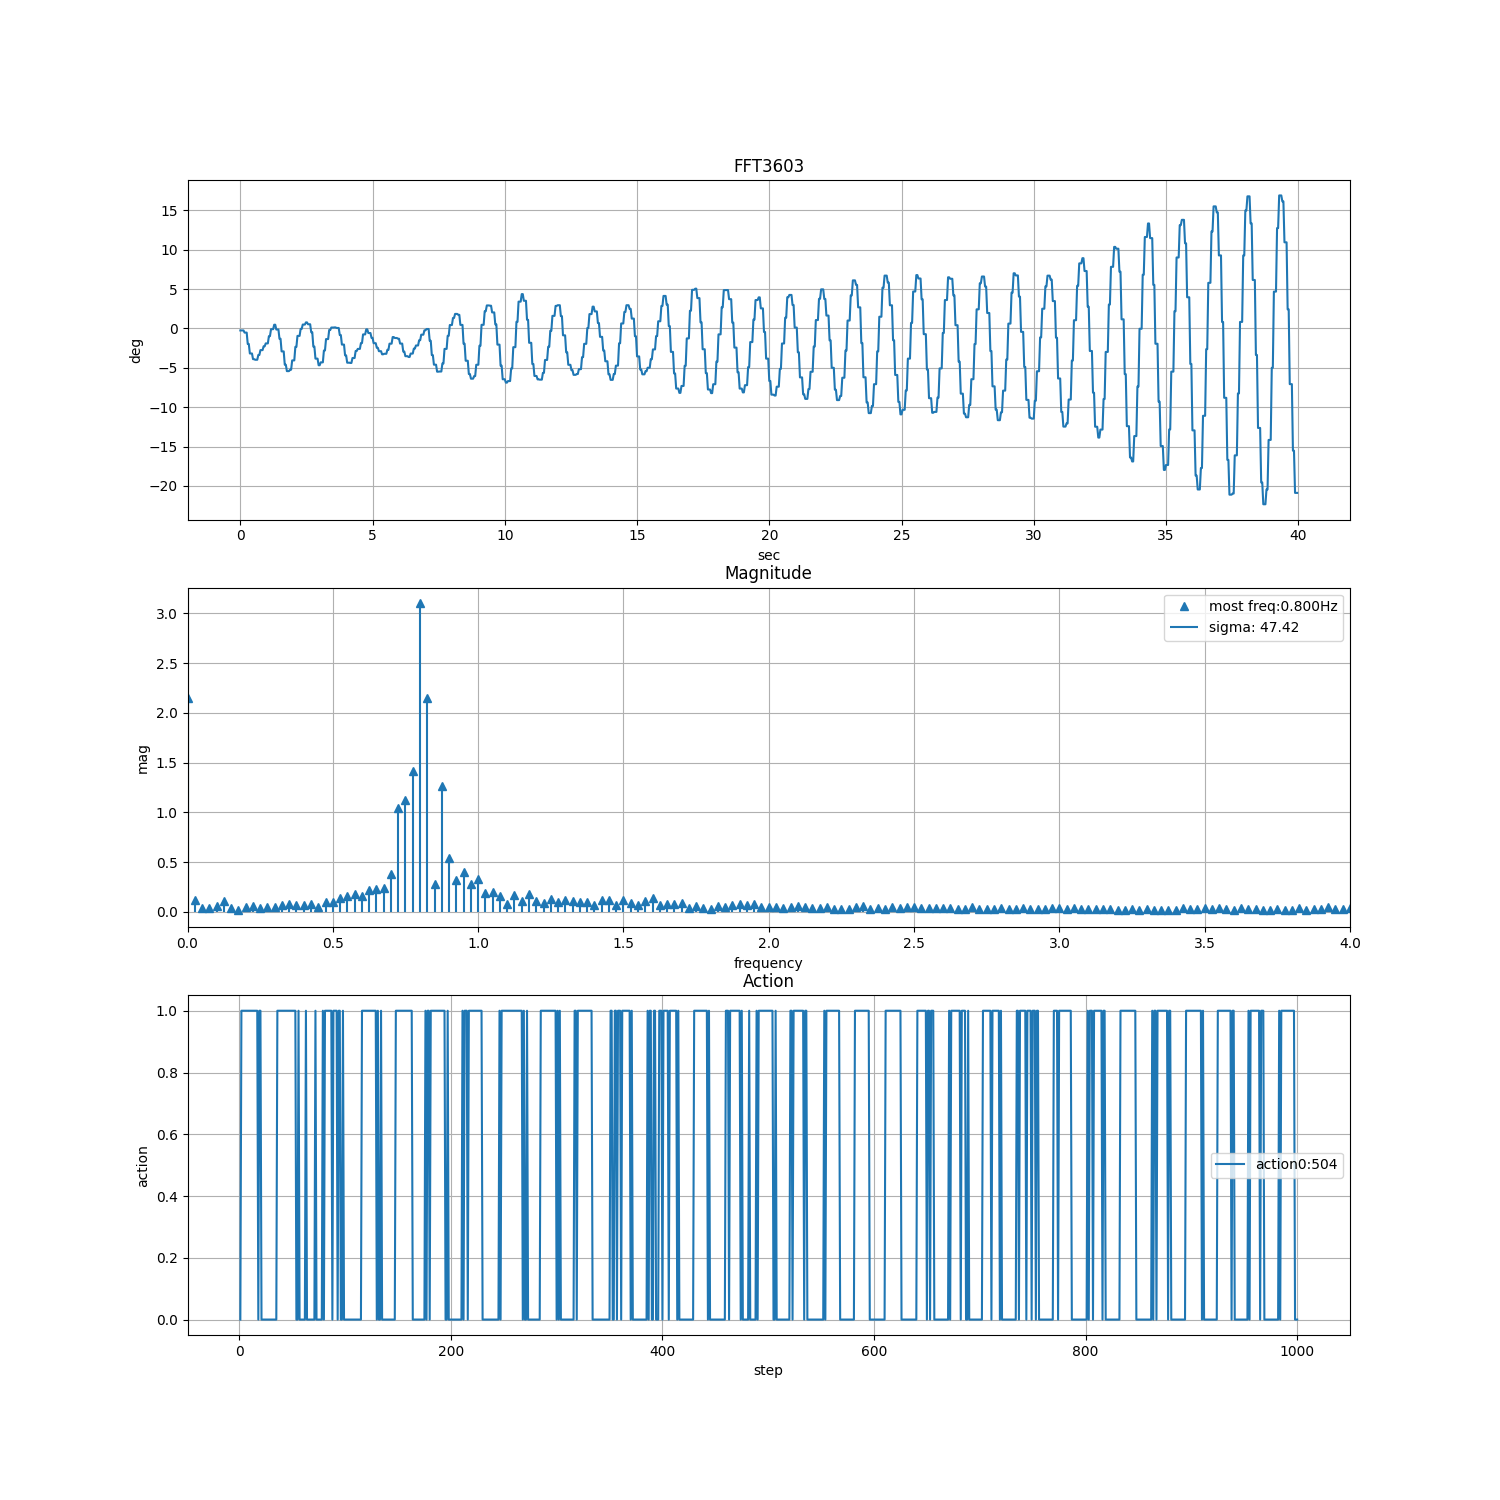 FFT3603
15
10
5
0
−5
−10
−15
−20
deg
0 5 10 15 20 25 30 35 40
sec
Magnitude
most freq:0.800Hz
sigma: 47.42
3.0
2.5
2.0
1.5
1.0
0.5
0.0
mag
0.0 0.5 1.0 1.5 2.0 2.5 3.0 3.5 4.0
frequency
Action
1.0
0.8
0.6
0.4
0.2
0.0
action
action0:504
0 200 400 600 800 1000
step